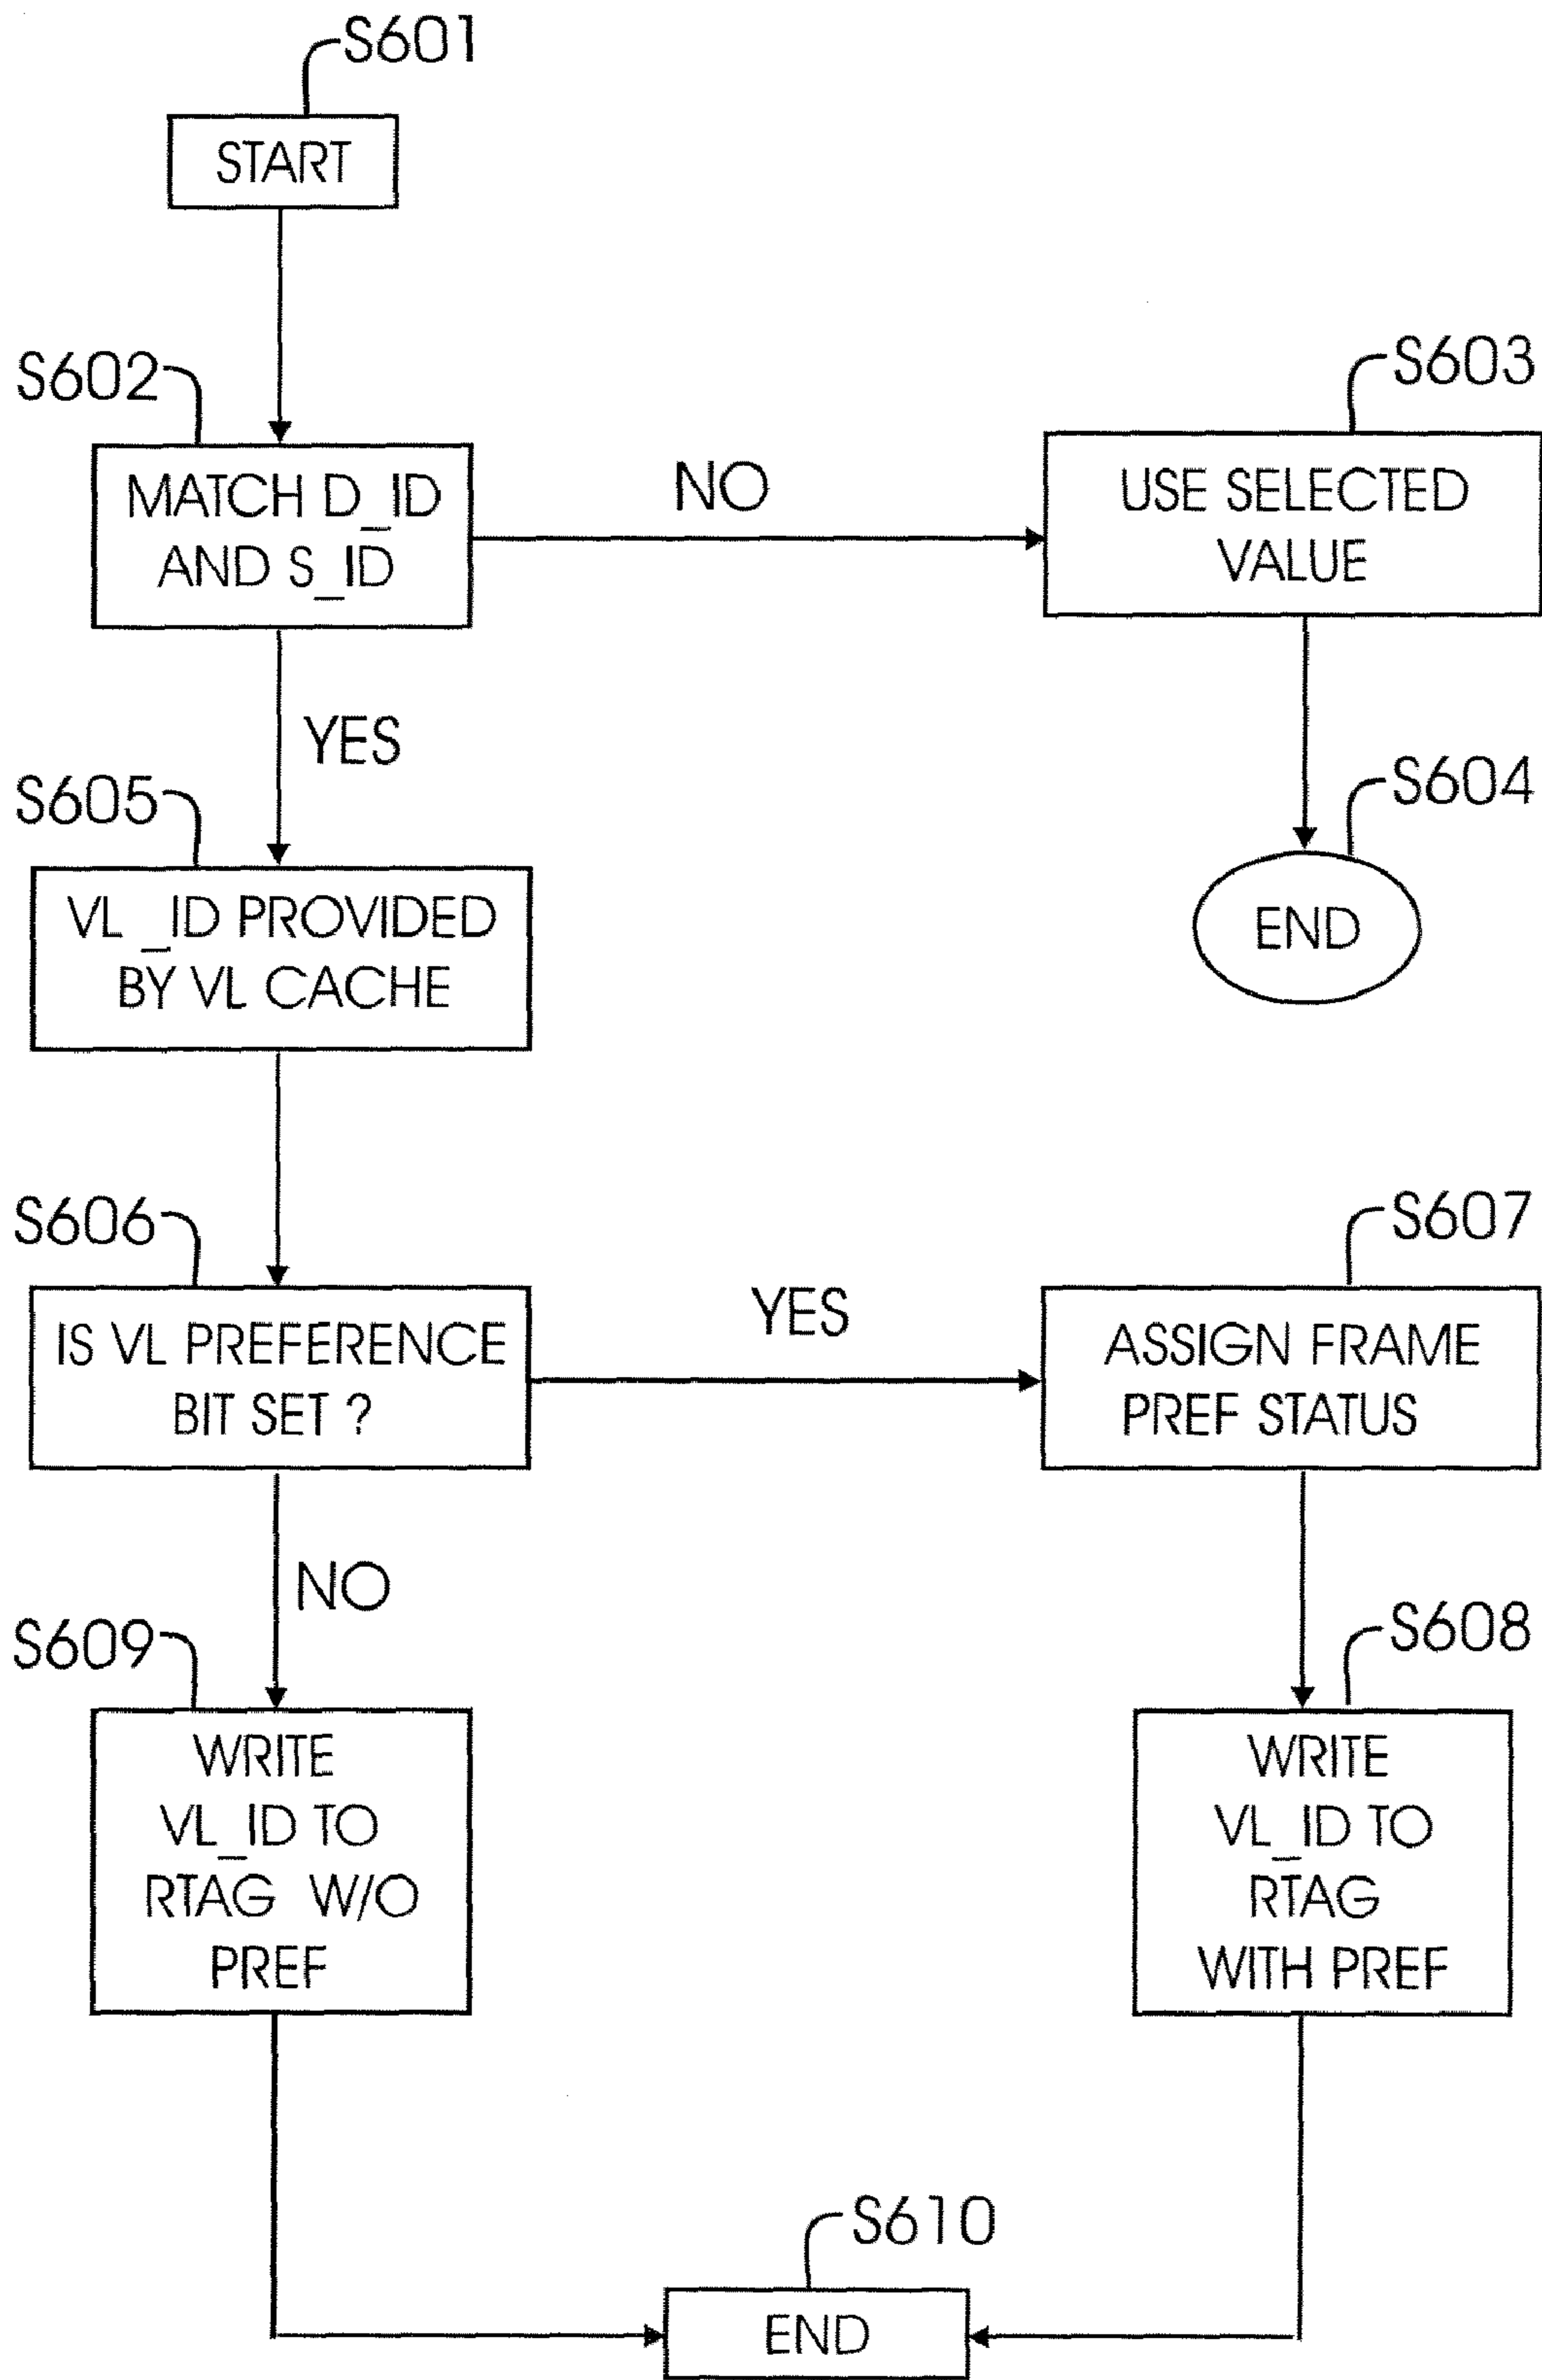 S601
START
S602
MATCH D_ID
AND S_ID
NO
S603
USE SELECTED
VALUE
YES
S604
END
S605
VL _ID PROVIDED
BY VL CACHE
S606
IS VL PREFERENCE
BIT SET ?
YES
S607
ASSIGN FRAME
PREF STATUS
NO
S608
WRITE
VL_ID TO
RTAG
WITH PREF
S609
WRITE
VL_ID TO
RTAG W/O
PREF
S610
END